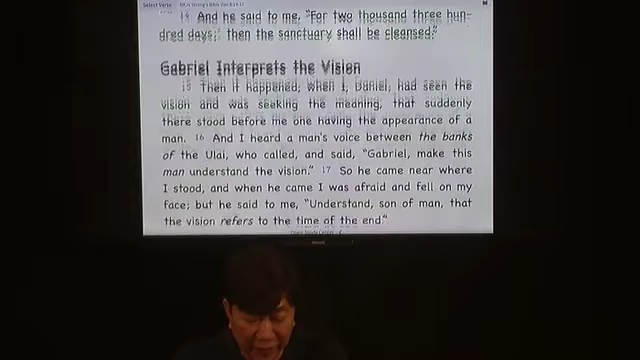 Select Verse
14 And he said to me, "For two thousand three hun-
dred days; then the sanctuary shall be cleansed."
Gabriel Interprets the Vision
15 Then it happened, when I, Daniel, had seen the
vision and was seeking the meaning, that suddenly
there stood before me one having the appearance of a
man. 16 And I heard a man's voice between the banks
of the Ulai, who called, and said, "Gabriel, make this
man understand the vision." 17 So he came near where
I stood, and when he came I was afraid and fell on my
face; but he said to me, "Understand, son of man, that
the vision refers to the time of the end."